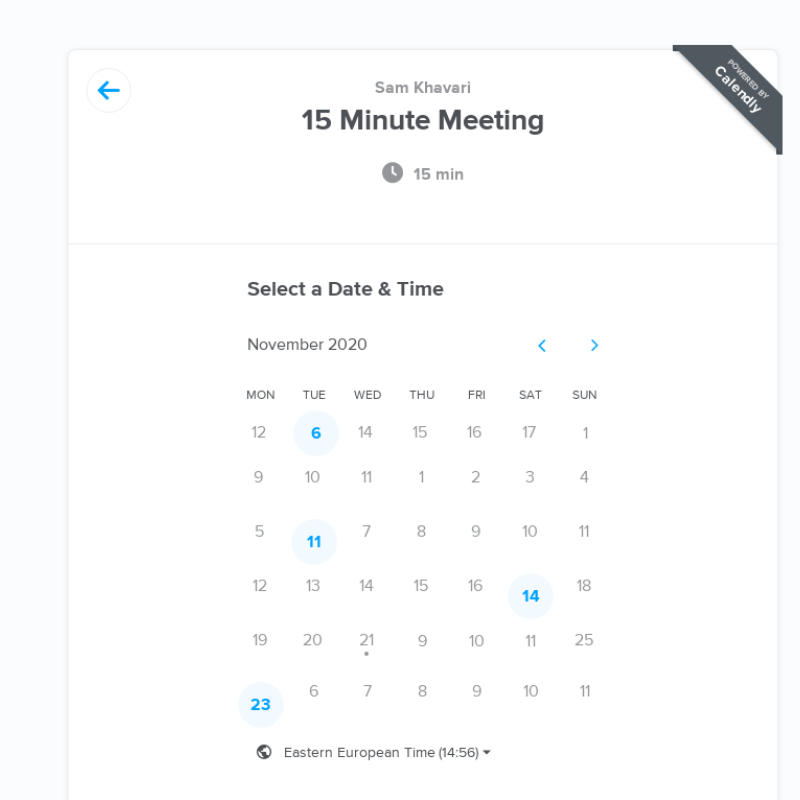 POWERED BY
Calendly
Sam Khavari
15 Minute Meeting
15 min
Select a Date & Time
November 2020
MON TUE WED THU FRI SAT SUN
12 6 14 15 16 17 1
9 10 11 1 2 3 4
5 11 7 8 9 10 11
12 13 14 15 16 14 18
19 20 21 9 10 11 25
23 6 7 8 9 10 11
Eastern European Time (14:56)